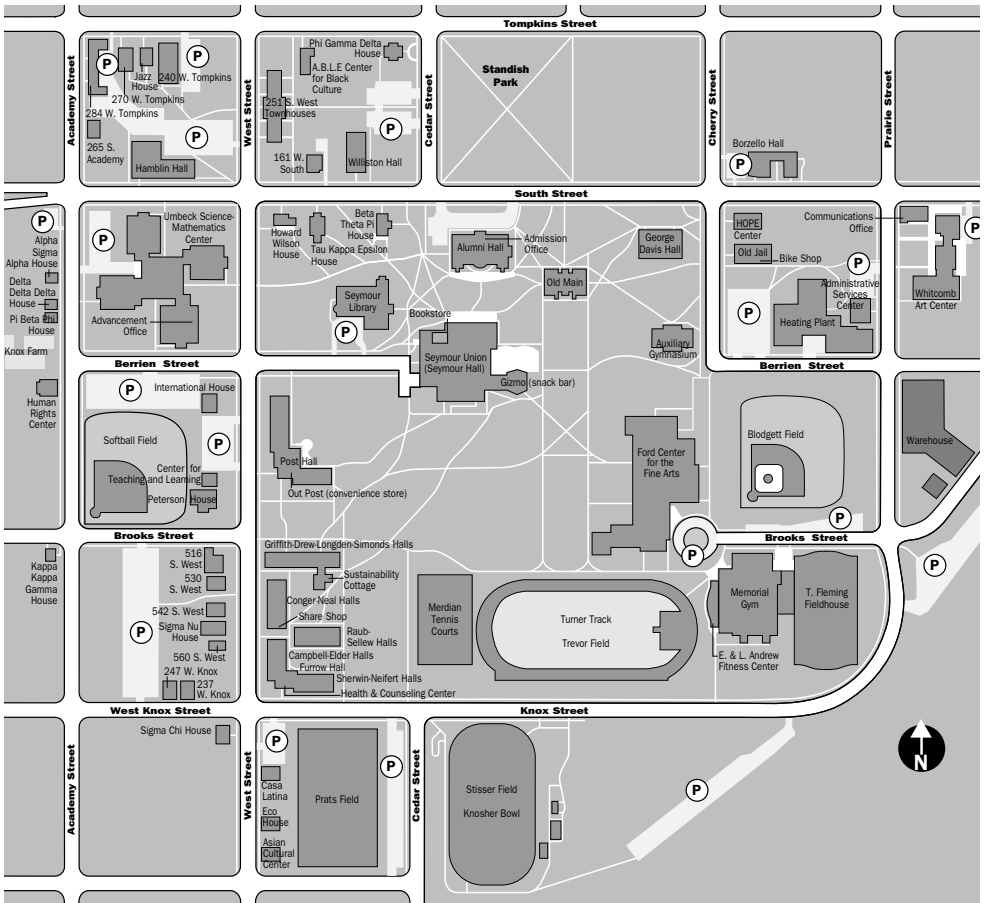 Tompkins Street
Academy Street
West Street
Cedar Street
Cherry Street
Prairie Street
P
P
Jazz
House
240 W. Tompkins
270 W. Tompkins
284 W. Tompkins
P
265 S.
Academy
Hamblin Hall
Phi Gamma Delta
House
A.B.L.E Center
for Black
Culture
251 S. West
Townhouses
P
161 W.
South
Williston Hall
Standish
Park
Borzello Hall
P
South Street
P
Alpha
Sigma
Alpha House
Delta
Delta Delta
House
Pi Beta Phi
House
Knox Farm
Human
Rights
Center
Umbeck Science-
Mathematics
Center
P
Advancement
Office
Howard
Wilson
House
Tau Kappa Epsilon
House
Beta
Theta Pi
House
Alumni Hall
Admission
Office
Old Main
George
Davis Hall
Seymour
Library
P
Bookstore
Seymour Union
(Seymour Hall)
Gizmo (snack bar)
Auxiliary
Gymnasium
HOPE
Center
Old Jail
Bike Shop
Communications
Office
P
P
Administrative
Services
Center
P
Heating Plant
Whitcomb
Art Center
Berrien Street
Berrien Street
P
International House
Softball Field
P
Center for
Teaching and Learning
Peterson House
Post Hall
Out Post (convenience store)
Ford Center
for the
Fine Arts
Blodgett Field
P
Warehouse
Brooks Street
Brooks Street
P
P
Kappa
Kappa
Gamma
House
516
S. West
530
S. West
542 S. West
Sigma Nu
House
560 S. West
247 W. Knox
237
W. Knox
P
Griffith-Drew-Longden-Simonds Halls
Sustainability
Cottage
Conger-Neal Halls
Share Shop
Raub-
Sellew Halls
Campbell-Elder Halls
Furrow Hall
Sherwin-Neifert Halls
Health & Counseling Center
Merdian
Tennis
Courts
Turner Track
Trevor Field
Memorial
Gym
T. Fleming
Fieldhouse
E. & L. Andrew
Fitness Center
West Knox Street
Knox Street
Sigma Chi House
Academy Street
West Street
Cedar Street
P
Casa
Latina
Eco
House
Asian
Cultural
Center
Prats Field
P
Stisser Field
Knosher Bowl
P
N